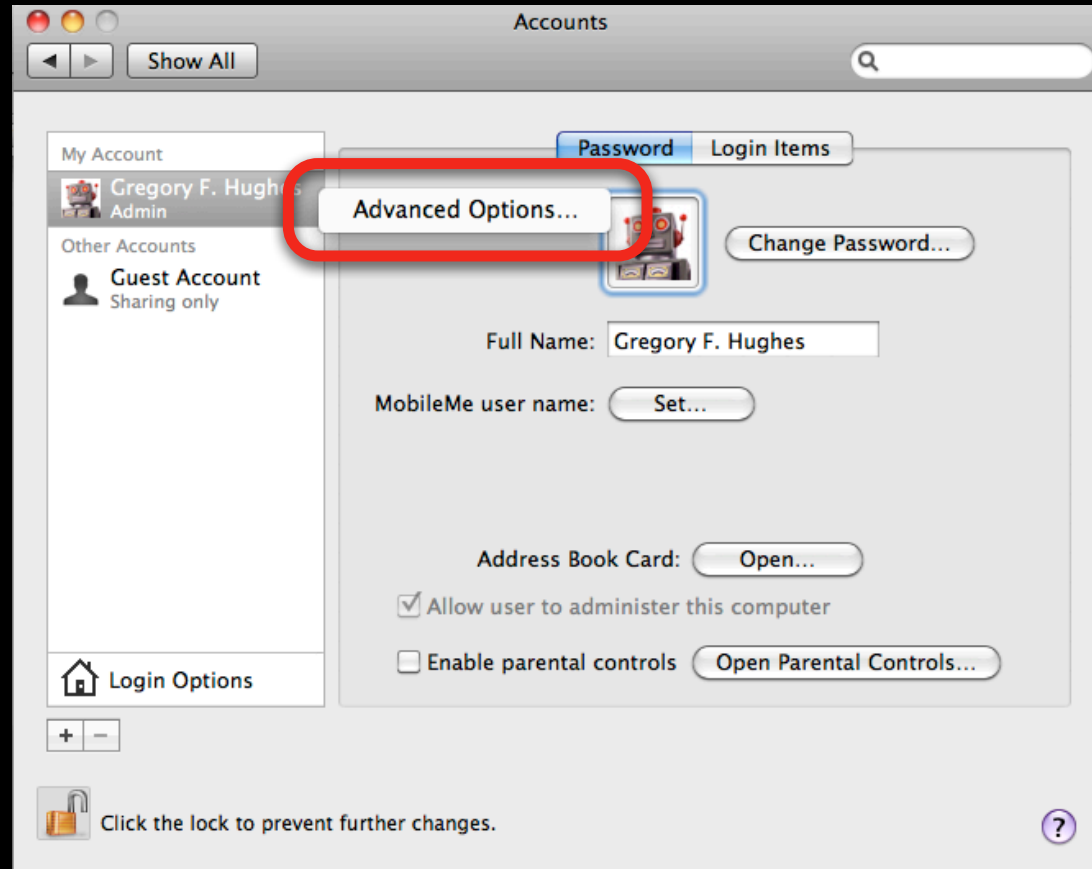 Accounts
Show All
My Account
Gregory F. Hughes
Admin
Other Accounts
Guest Account
Sharing only
Login Options
+ −
Password Login Items
Advanced Options...
Change Password...
Full Name: Gregory F. Hughes
MobileMe user name: Set...
Address Book Card: Open...
Allow user to administer this computer
Enable parental controls Open Parental Controls...
Click the lock to prevent further changes.
?